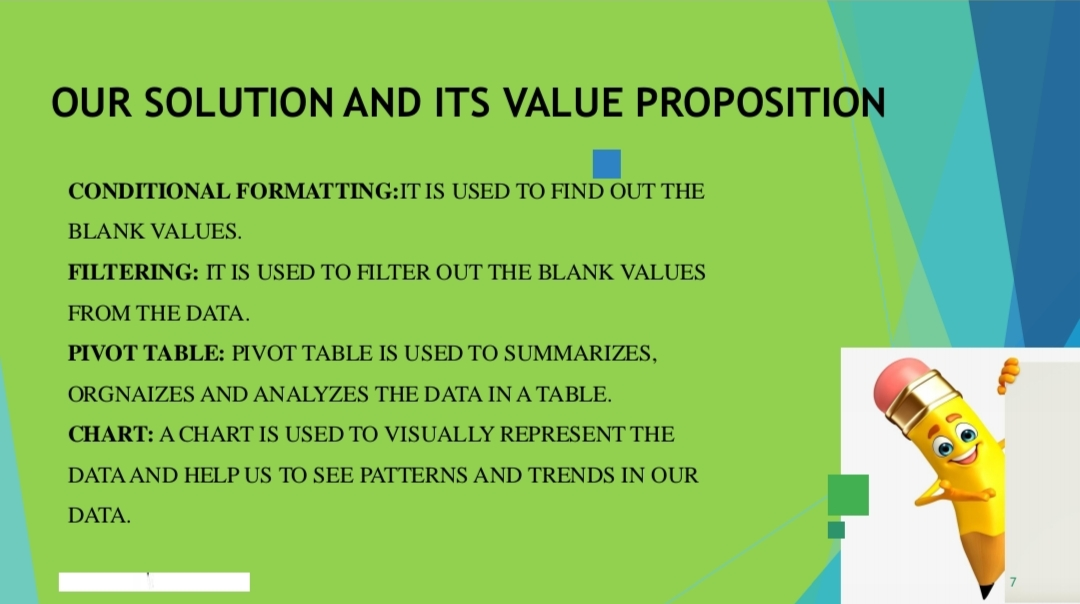 OUR SOLUTION AND ITS VALUE PROPOSITION
CONDITIONAL FORMATTING:IT IS USED TO FIND OUT THE
BLANK VALUES.
FILTERING: IT IS USED TO FILTER OUT THE BLANK VALUES
FROM THE DATA.
PIVOT TABLE: PIVOT TABLE IS USED TO SUMMARIZES,
ORGNAIZES AND ANALYZES THE DATA IN A TABLE.
CHART: A CHART IS USED TO VISUALLY REPRESENT THE
DATA AND HELP US TO SEE PATTERNS AND TRENDS IN OUR
DATA.
7